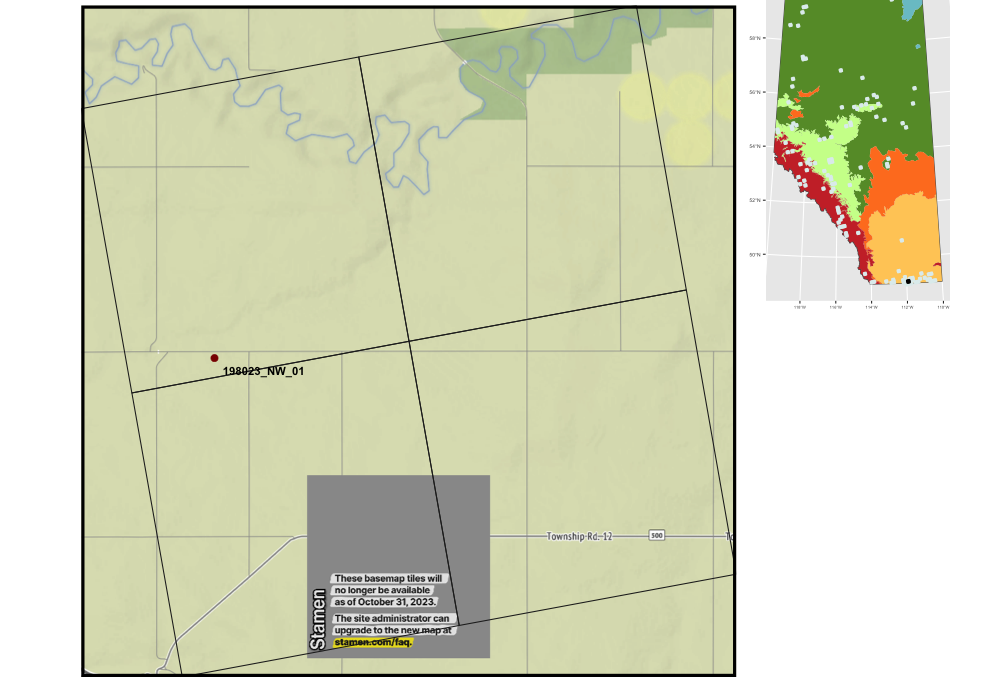 198023_NW_01
Township Rd. 12
500
To
Stamen
These basemap tiles will
no longer be available
as of October 31, 2023.
The site administrator can
upgrade to the new map at
stamen.com/faq.
58°N
56°N
54°N
52°N
50°N
118°W 116°W 114°W 112°W 110°W